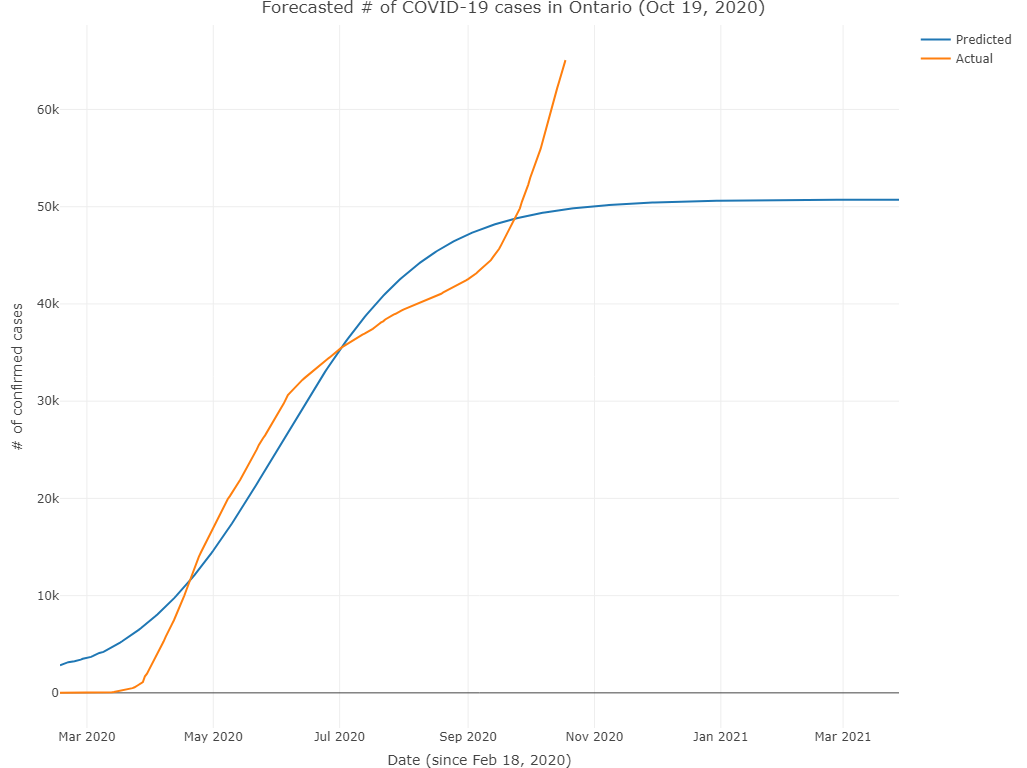 Forecasted # of COVID-19 cases in Ontario (Oct 19, 2020)
Predicted
Actual
60k
50k
40k
30k
20k
10k
0
# of confirmed cases
Mar 2020 May 2020 Jul 2020 Sep 2020 Nov 2020 Jan 2021 Mar 2021
Date (since Feb 18, 2020)